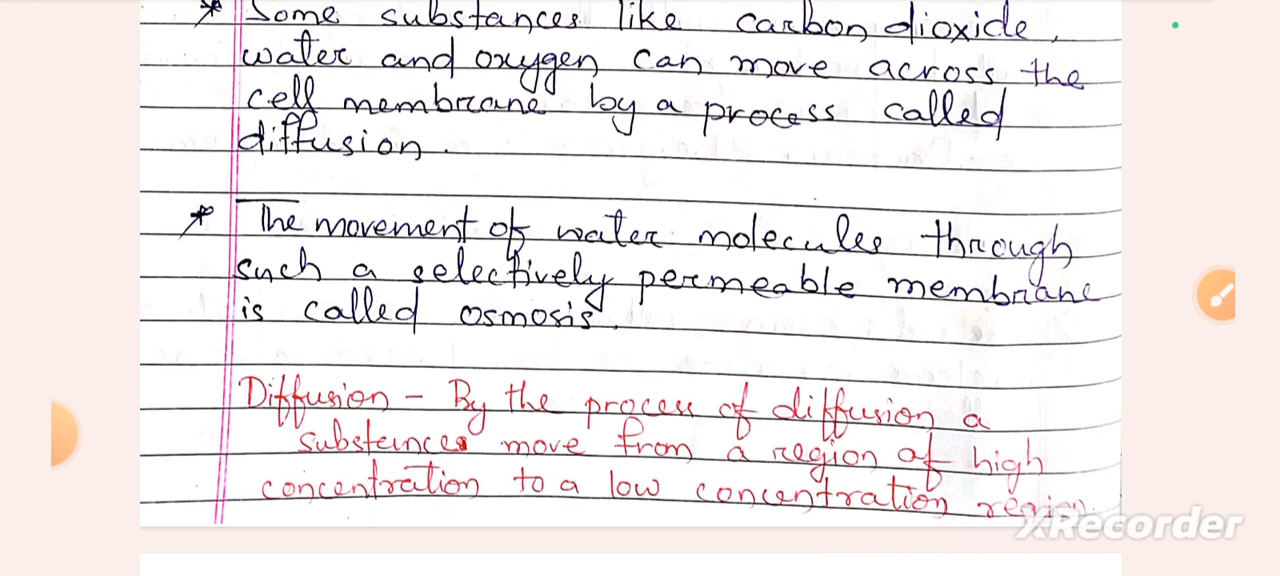 * Some substances like carbon dioxide,
water and oxygen can move across the
cell membrane by a process called
diffusion.
* The movement of water molecules through
such a selectively permeable membrane
is called osmosis.
Diffusion - By the process of diffusion a
substances move from a region of high
concentration to a low concentration region.
XRecorder